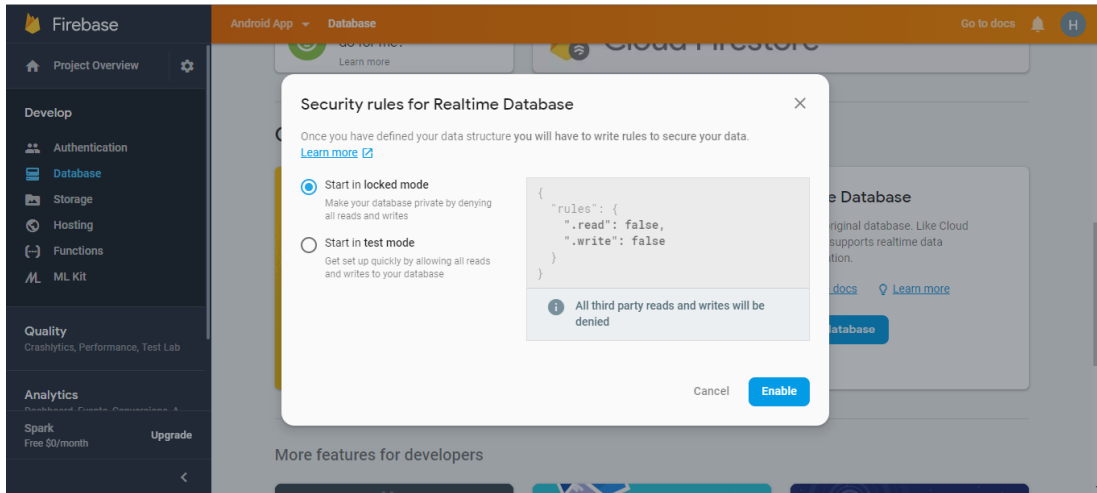 Firebase
Android App
Database
Go to docs
H
Project Overview
Learn more
Cloud Firestore
Develop
Authentication
Database
Storage
Hosting
Functions
ML Kit
Quality
Crashlytics, Performance, Test Lab
Analytics
Spark
Free $0/month
Upgrade
Security rules for Realtime Database
Once you have defined your data structure you will have to write rules to secure your data.
Learn more
Start in locked mode
Make your database private by denying
all reads and writes
Start in test mode
Get set up quickly by allowing all reads
and writes to your database
{
"rules": {
".read": false,
".write": false
}
}
All third party reads and writes will be
denied
Cancel
Enable
Database
original database. Like Cloud
supports realtime data
docs
Learn more
database
More features for developers